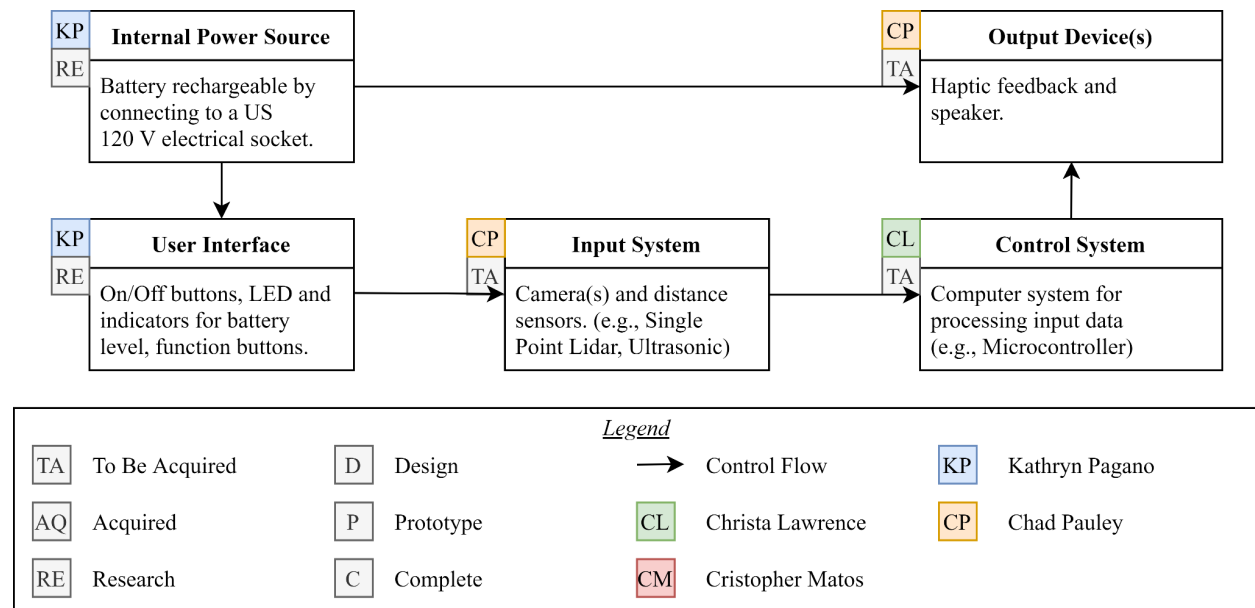 KP
Internal Power Source
RE
Battery rechargeable by
connecting to a US
120 V electrical socket.
CP
Output Device(s)
TA
Haptic feedback and
speaker.
KP
User Interface
RE
On/Off buttons, LED and
indicators for battery
level, function buttons.
CP
Input System
TA
Camera(s) and distance
sensors. (e.g., Single
Point Lidar, Ultrasonic)
CL
Control System
TA
Computer system for
processing input data
(e.g., Microcontroller)
Legend
TA To Be Acquired
D Design
Control Flow
KP Kathryn Pagano
AQ Acquired
P Prototype
CL Christa Lawrence
CP Chad Pauley
RE Research
C Complete
CM Cristopher Matos